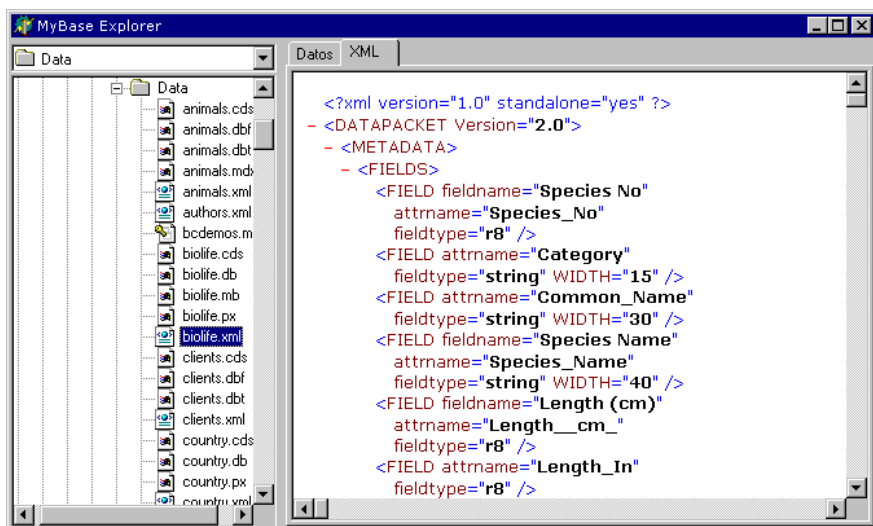 MyBase Explorer
Data
Data
animals.cds
animals.dbf
animals.dbt
animals.mdx
animals.xml
authors.xml
bcdemos.m
biolife.cds
biolife.db
biolife.mb
biolife.px
biolife.xml
clients.cds
clients.dbf
clients.dbt
clients.xml
country.cds
country.db
country.px
country.xml
Datos XML
<?xml version="1.0" standalone="yes" ?>
- <DATAPACKET Version="2.0">
- <METADATA>
- <FIELDS>
<FIELD fieldname="Species No"
attrname="Species_No"
fieldtype="r8" />
<FIELD attrname="Category"
fieldtype="string" WIDTH="15" />
<FIELD attrname="Common_Name"
fieldtype="string" WIDTH="30" />
<FIELD fieldname="Species Name"
attrname="Species_Name"
fieldtype="string" WIDTH="40" />
<FIELD fieldname="Length (cm)"
attrname="Length__cm_"
fieldtype="r8" />
<FIELD attrname="Length_In"
fieldtype="r8" />